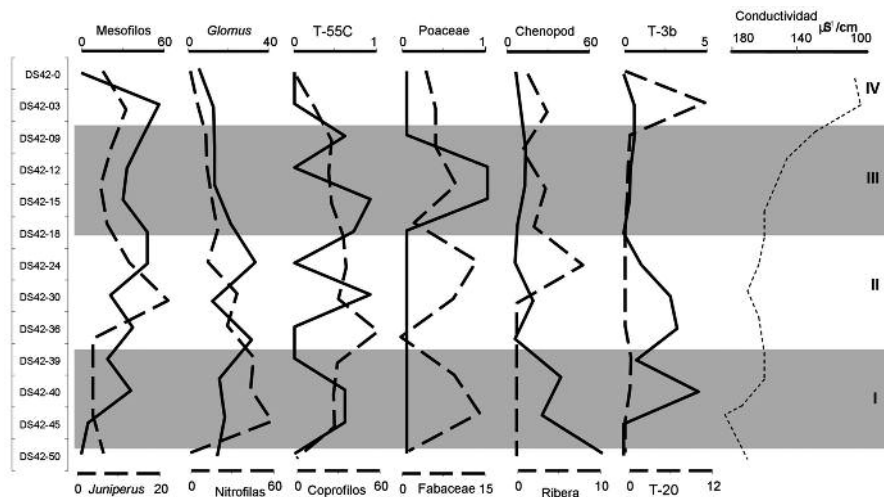 Mesofilos Glomus T-55C Poaceae Chenopod T-3b Conductividad
µS¹/cm
0 60 0 40 0 1 0 1 0 60 0 5 180 140 100
DS42-0 IV
DS42-03
DS42-09
DS42-12 III
DS42-15
DS42-18
DS42-24
DS42-30 II
DS42-36
DS42-39
DS42-40 I
DS42-45
DS42-50
0 Juniperus 20 0 Nitrofilas 60 0 Coprofilos 60 0 Fabaceae 15 0 Ribera 10 0 T-20 12